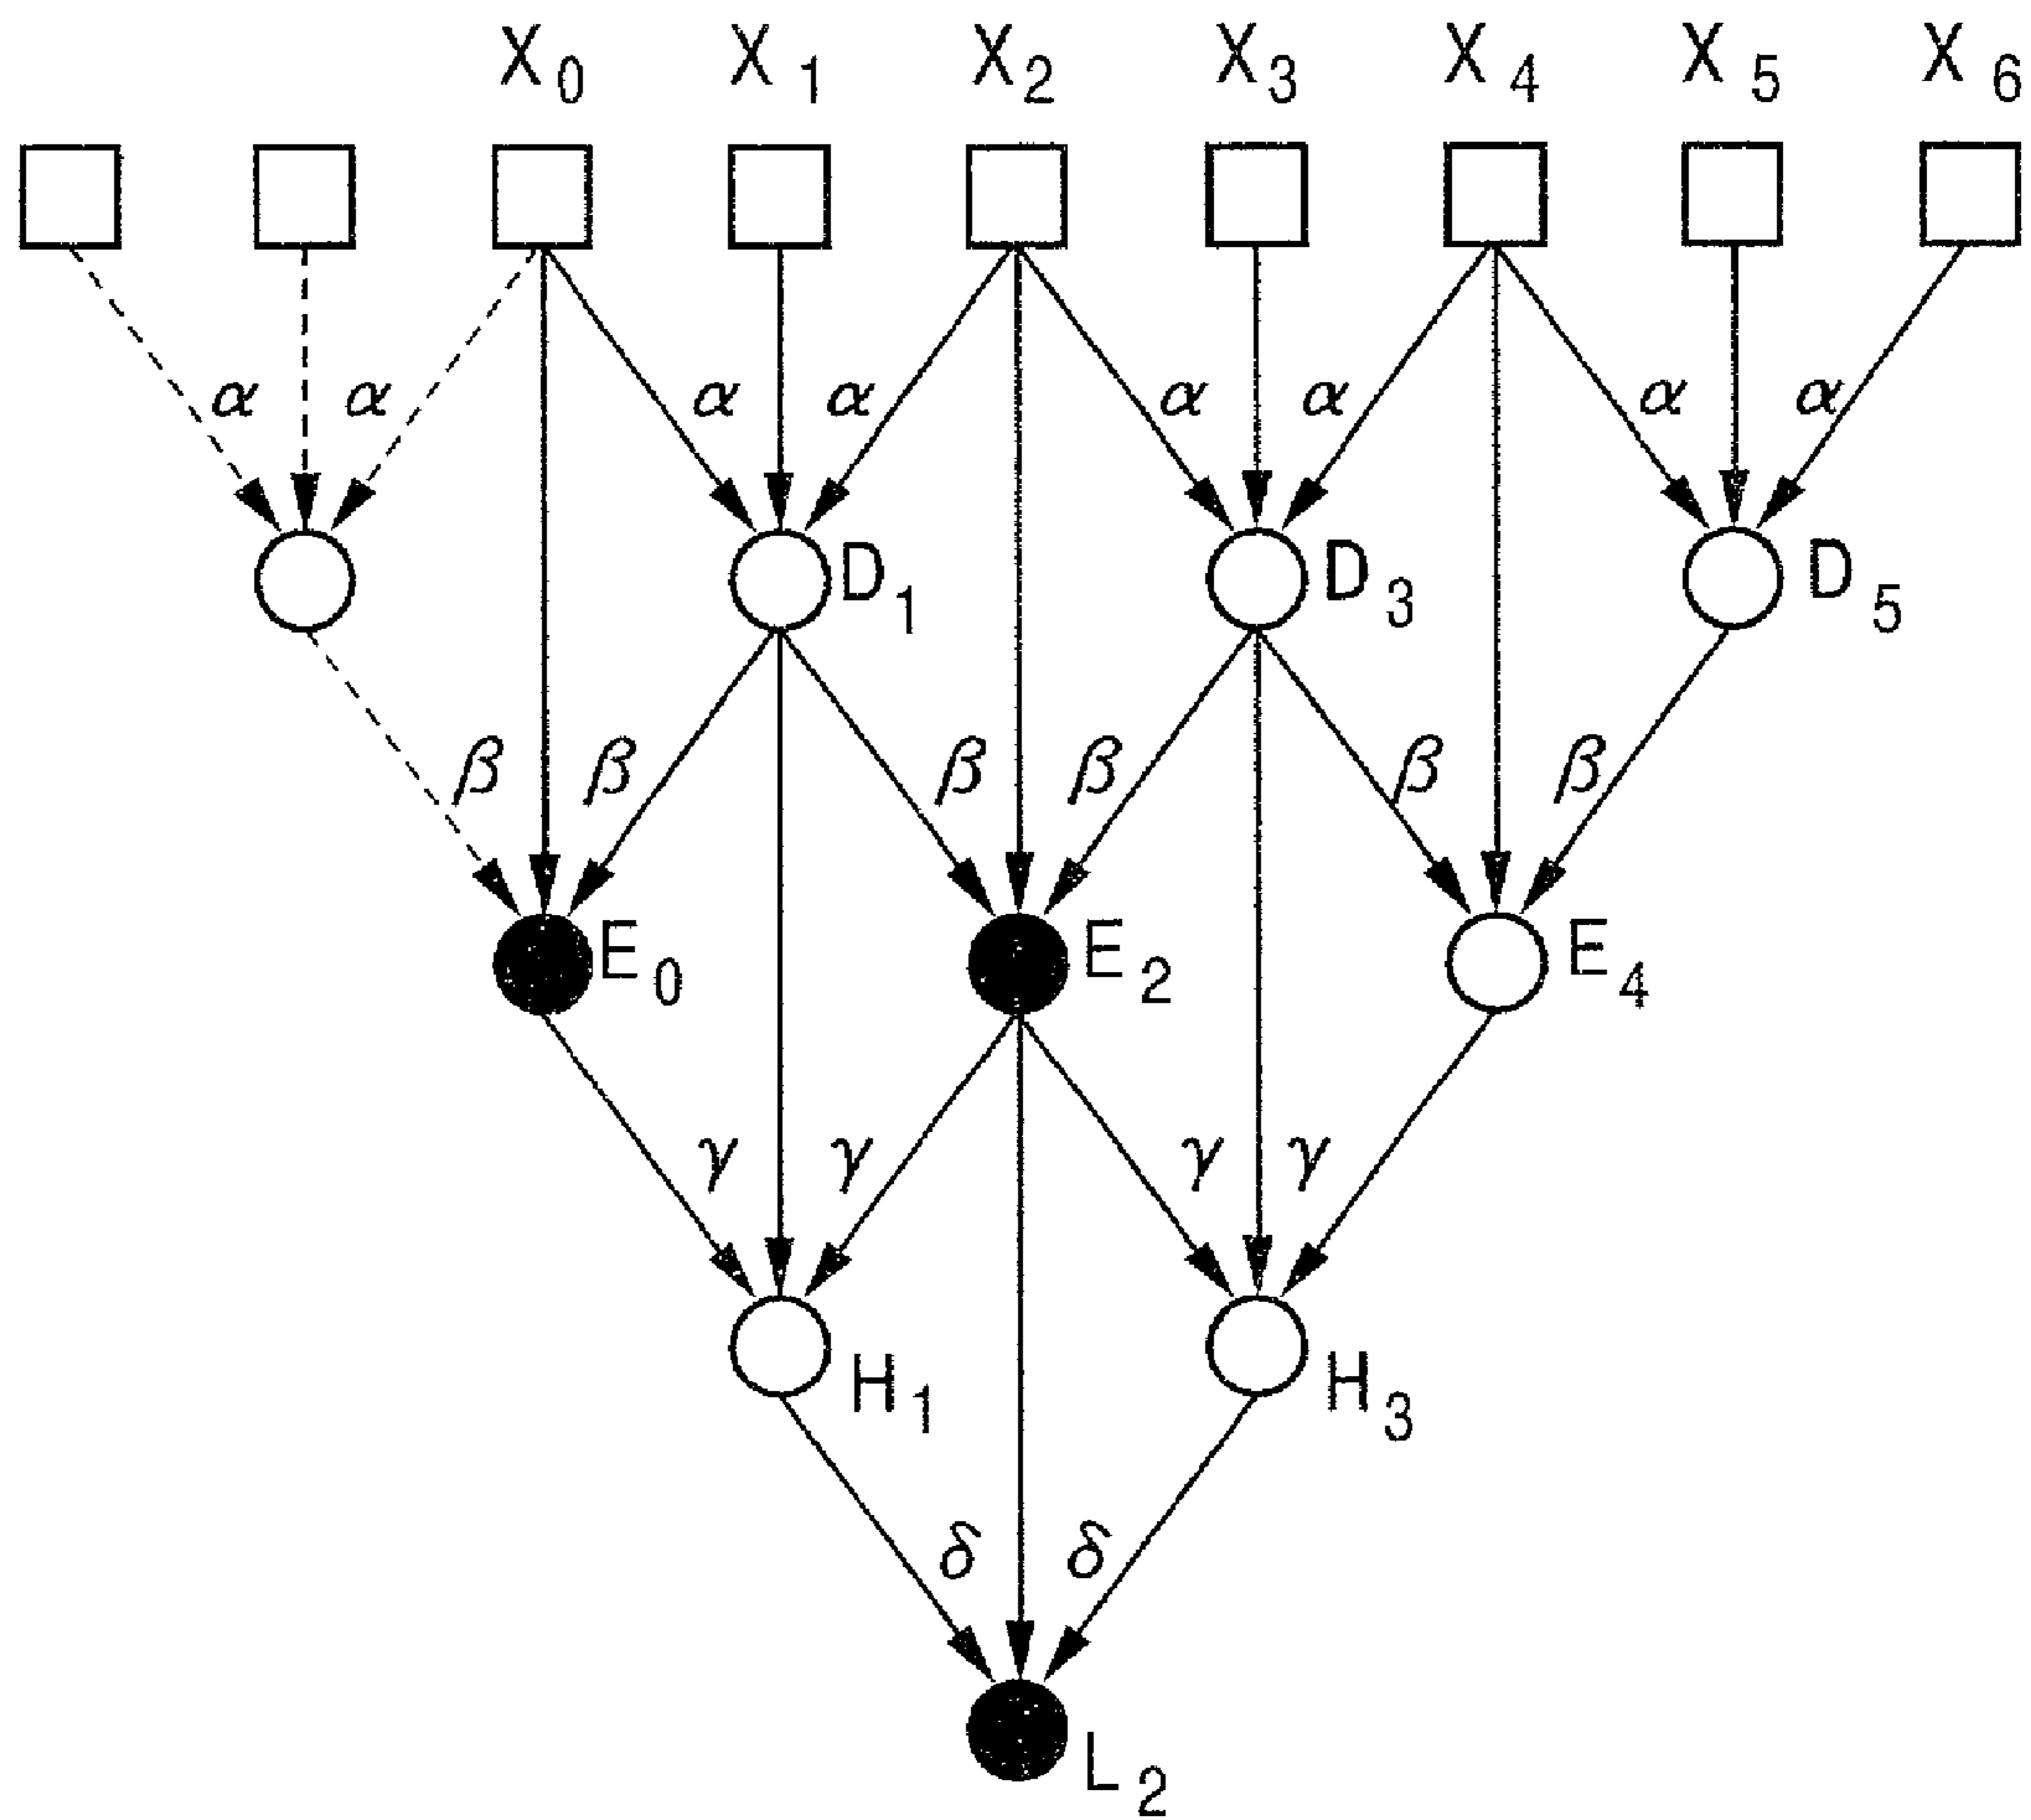 X0 X1 X2 X3 X4 X5 X6
α α α α α α α α
D1 D3 D5
β β β β β β
E0 E2 E4
γ γ γ γ
H1 H3
δ δ
L2